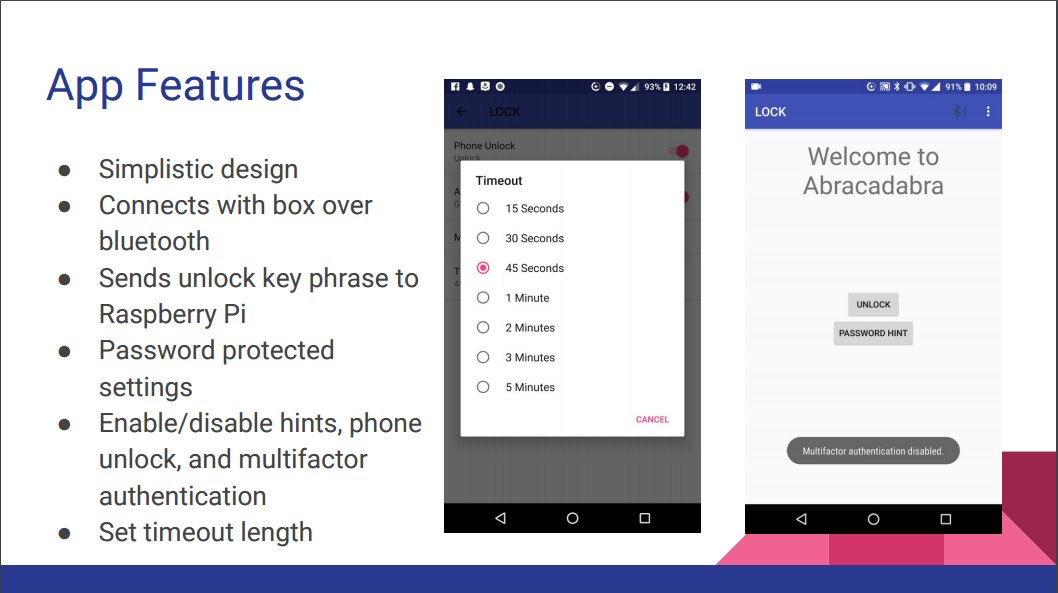 App Features
● Simplistic design
● Connects with box over
bluetooth
● Sends unlock key phrase to
Raspberry Pi
● Password protected
settings
● Enable/disable hints, phone
unlock, and multifactor
authentication
● Set timeout length
93% 12:42
LOCK
Phone Unlock
Unlock
Timeout
15 Seconds
30 Seconds
45 Seconds
1 Minute
2 Minutes
3 Minutes
5 Minutes
CANCEL
91% 10:09
LOCK
Welcome to
Abracadabra
UNLOCK
PASSWORD HINT
Multifactor authentication disabled.